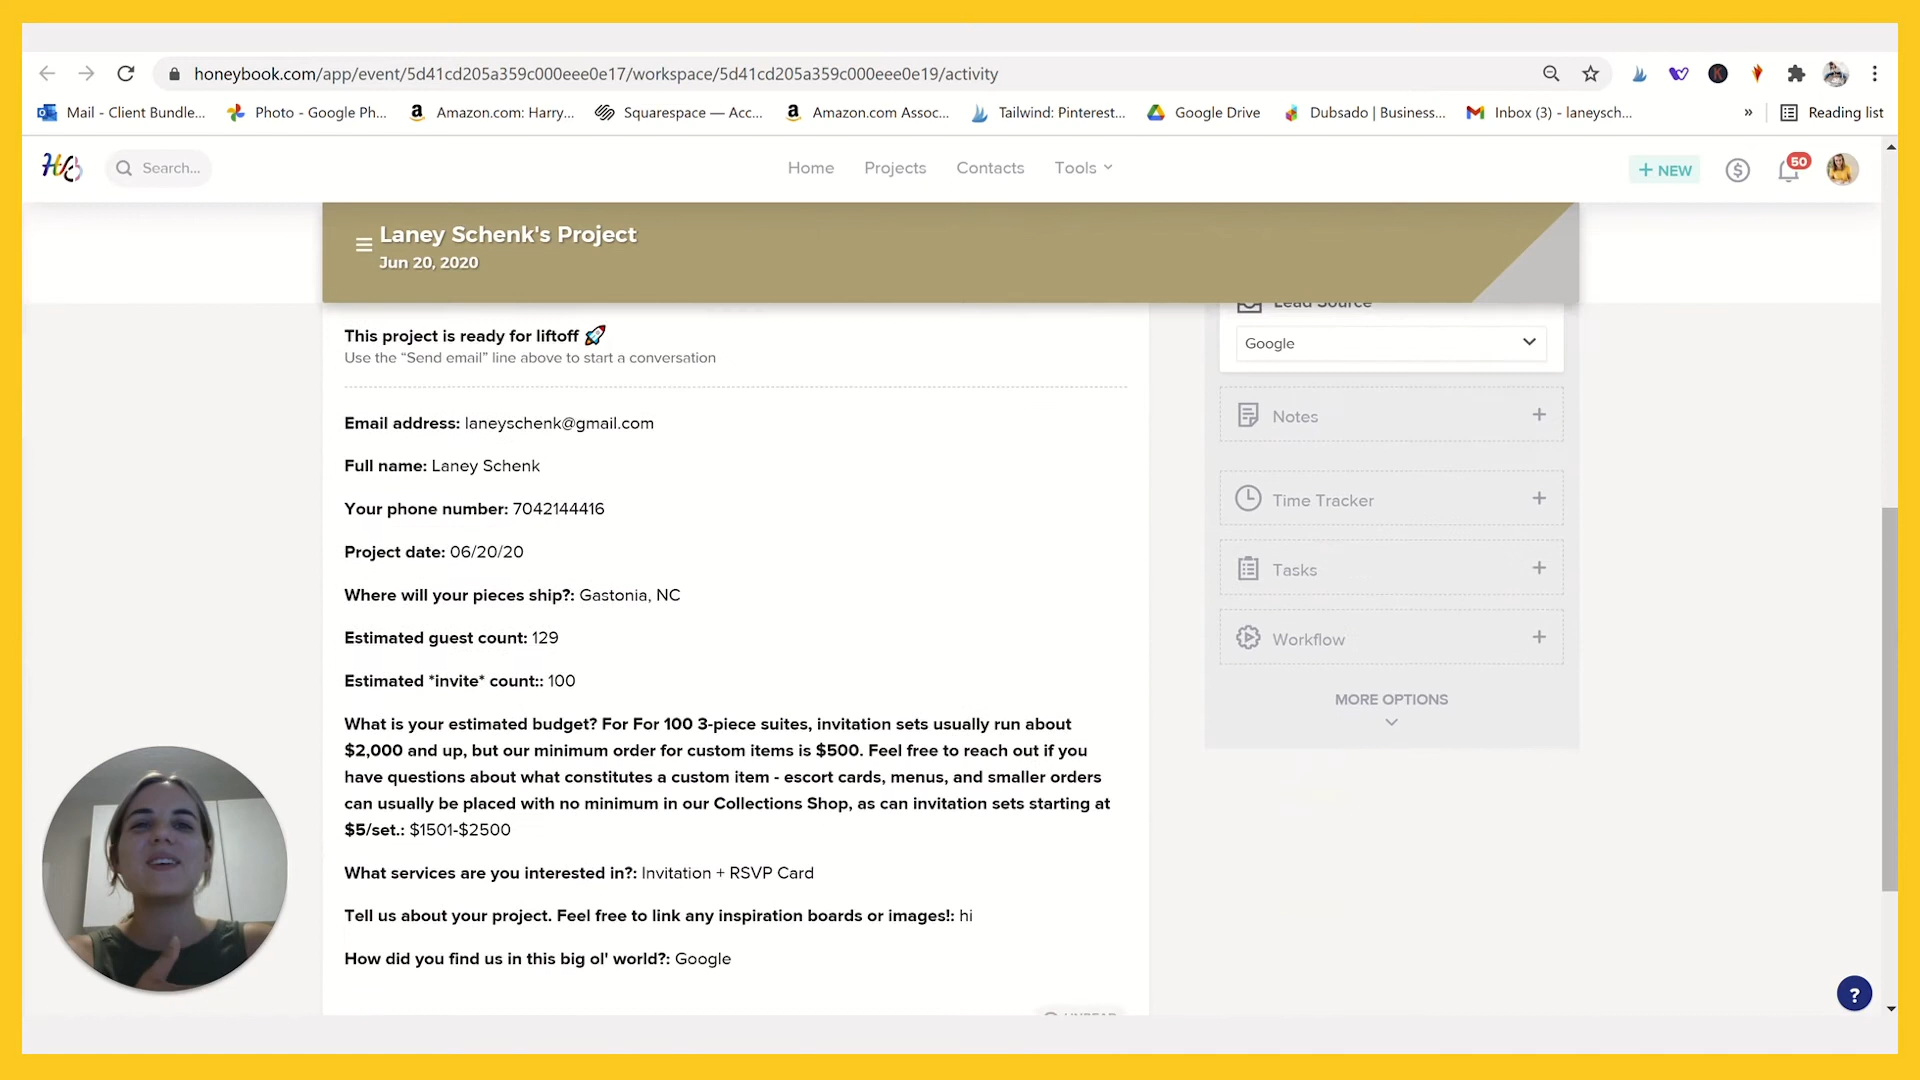 honeybook.com/app/event/5d41cd205a359c000eee0e17/workspace/5d41cd205a359c000eee0e19/activity
Mail - Client Bundle... Photo - Google Ph... Amazon.com: Harry... Squarespace — Acc... Amazon.com Assoc... Tailwind: Pinterest... Google Drive Dubsado | Business... Inbox (3) - laneysch... » Reading list
HB Search... Home Projects Contacts Tools + NEW 50
Laney Schenk's Project
Jun 20, 2020
Lead Source
Google
This project is ready for liftoff 🚀
Use the “Send email” line above to start a conversation
Email address: laneyschenk@gmail.com
Full name: Laney Schenk
Your phone number: 7042144416
Project date: 06/20/20
Where will your pieces ship?: Gastonia, NC
Estimated guest count: 129
Estimated *invite* count:: 100
What is your estimated budget? For For 100 3-piece suites, invitation sets usually run about
$2,000 and up, but our minimum order for custom items is $500. Feel free to reach out if you
have questions about what constitutes a custom item - escort cards, menus, and smaller orders
can usually be placed with no minimum in our Collections Shop, as can invitation sets starting at
$5/set.: $1501-$2500
What services are you interested in?: Invitation + RSVP Card
Tell us about your project. Feel free to link any inspiration boards or images!: hi
How did you find us in this big ol' world?: Google
Notes +
Time Tracker +
Tasks +
Workflow +
MORE OPTIONS
?